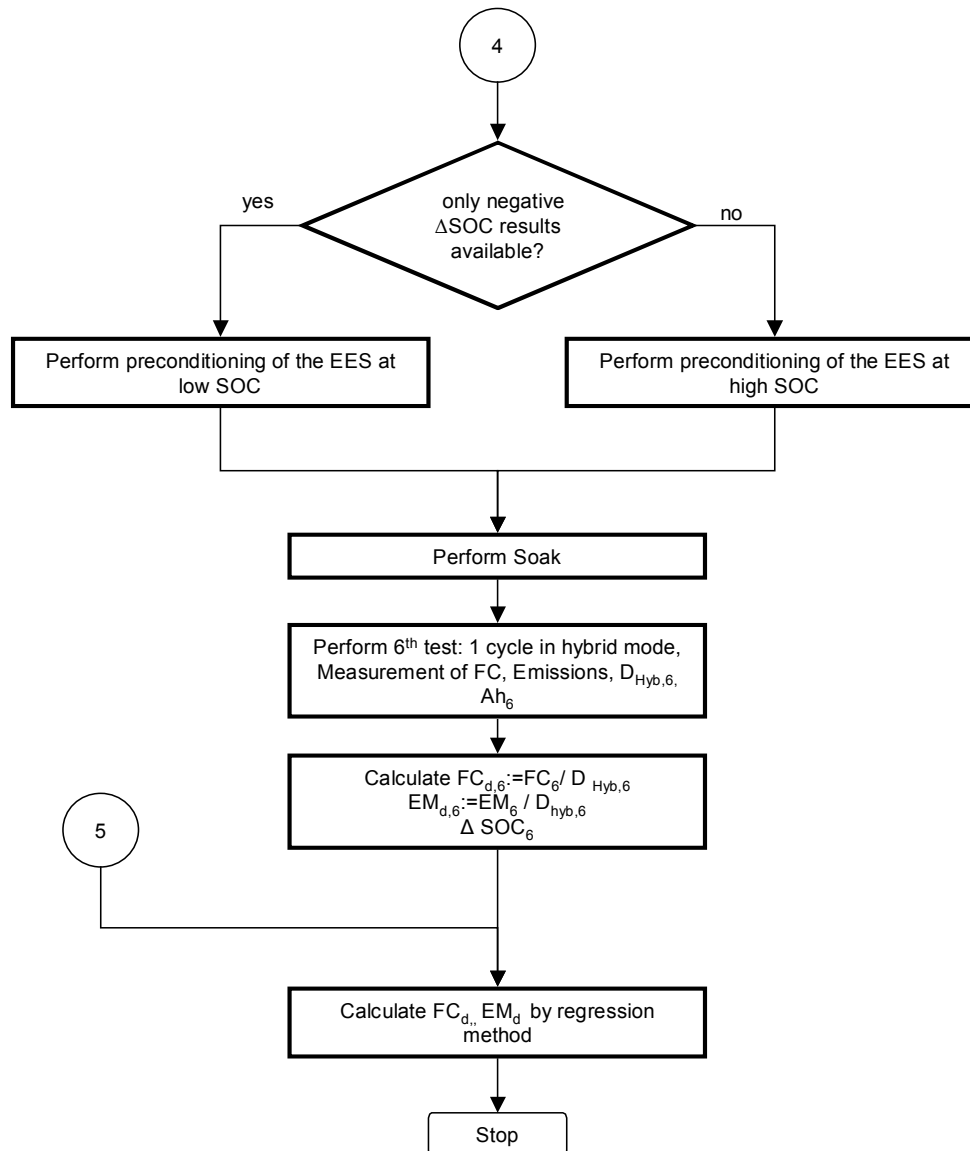 4
only negative
ΔSOC results
available?
yes
no
Perform preconditioning of the EES at
low SOC
Perform preconditioning of the EES at
high SOC
Perform Soak
Perform 6th test: 1 cycle in hybrid mode,
Measurement of FC, Emissions, DHyb,6,
Ah6
Calculate FCd,6:=FC6/ D Hyb,6
EMd,6:=EM6 / Dhyb,6
Δ SOC6
5
Calculate FCd,, EMd by regression
method
Stop